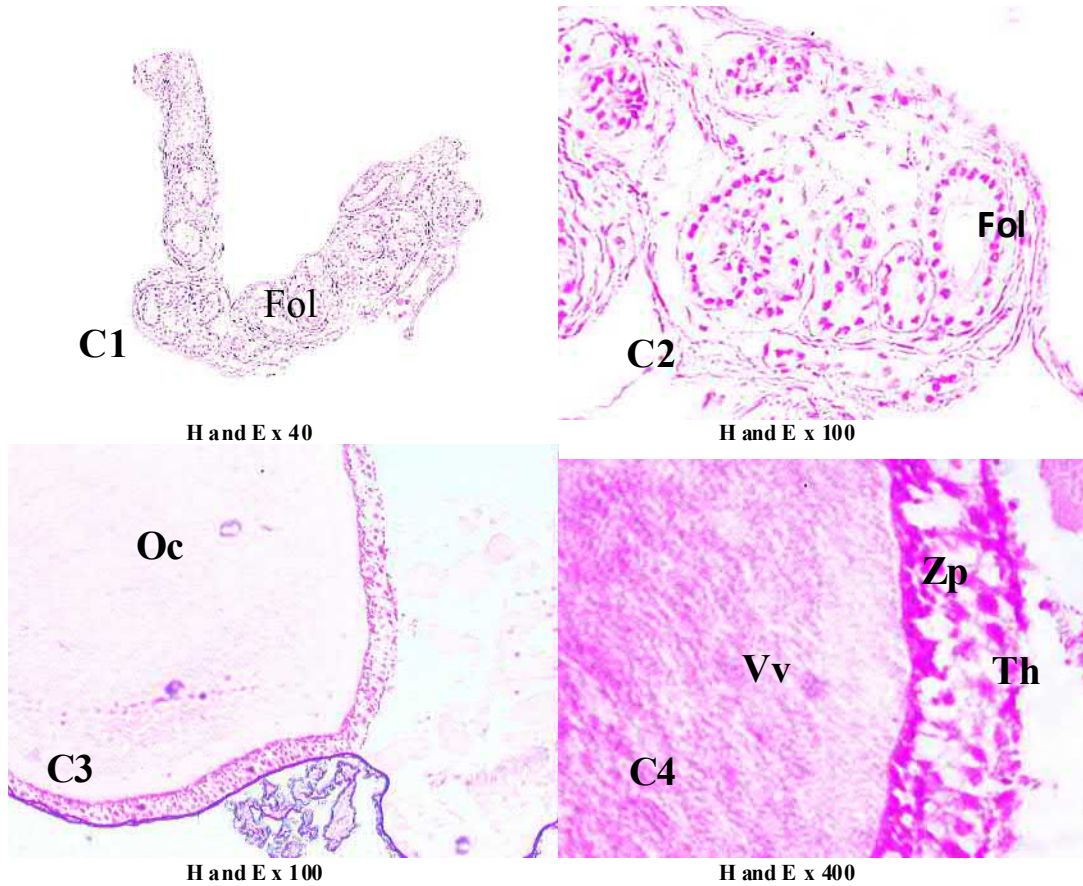 Fol
C1
H and E x 40
Fol
C2
H and E x 100
Oc
C3
H and E x 100
Zp
Vv
Th
C4
H and E x 400